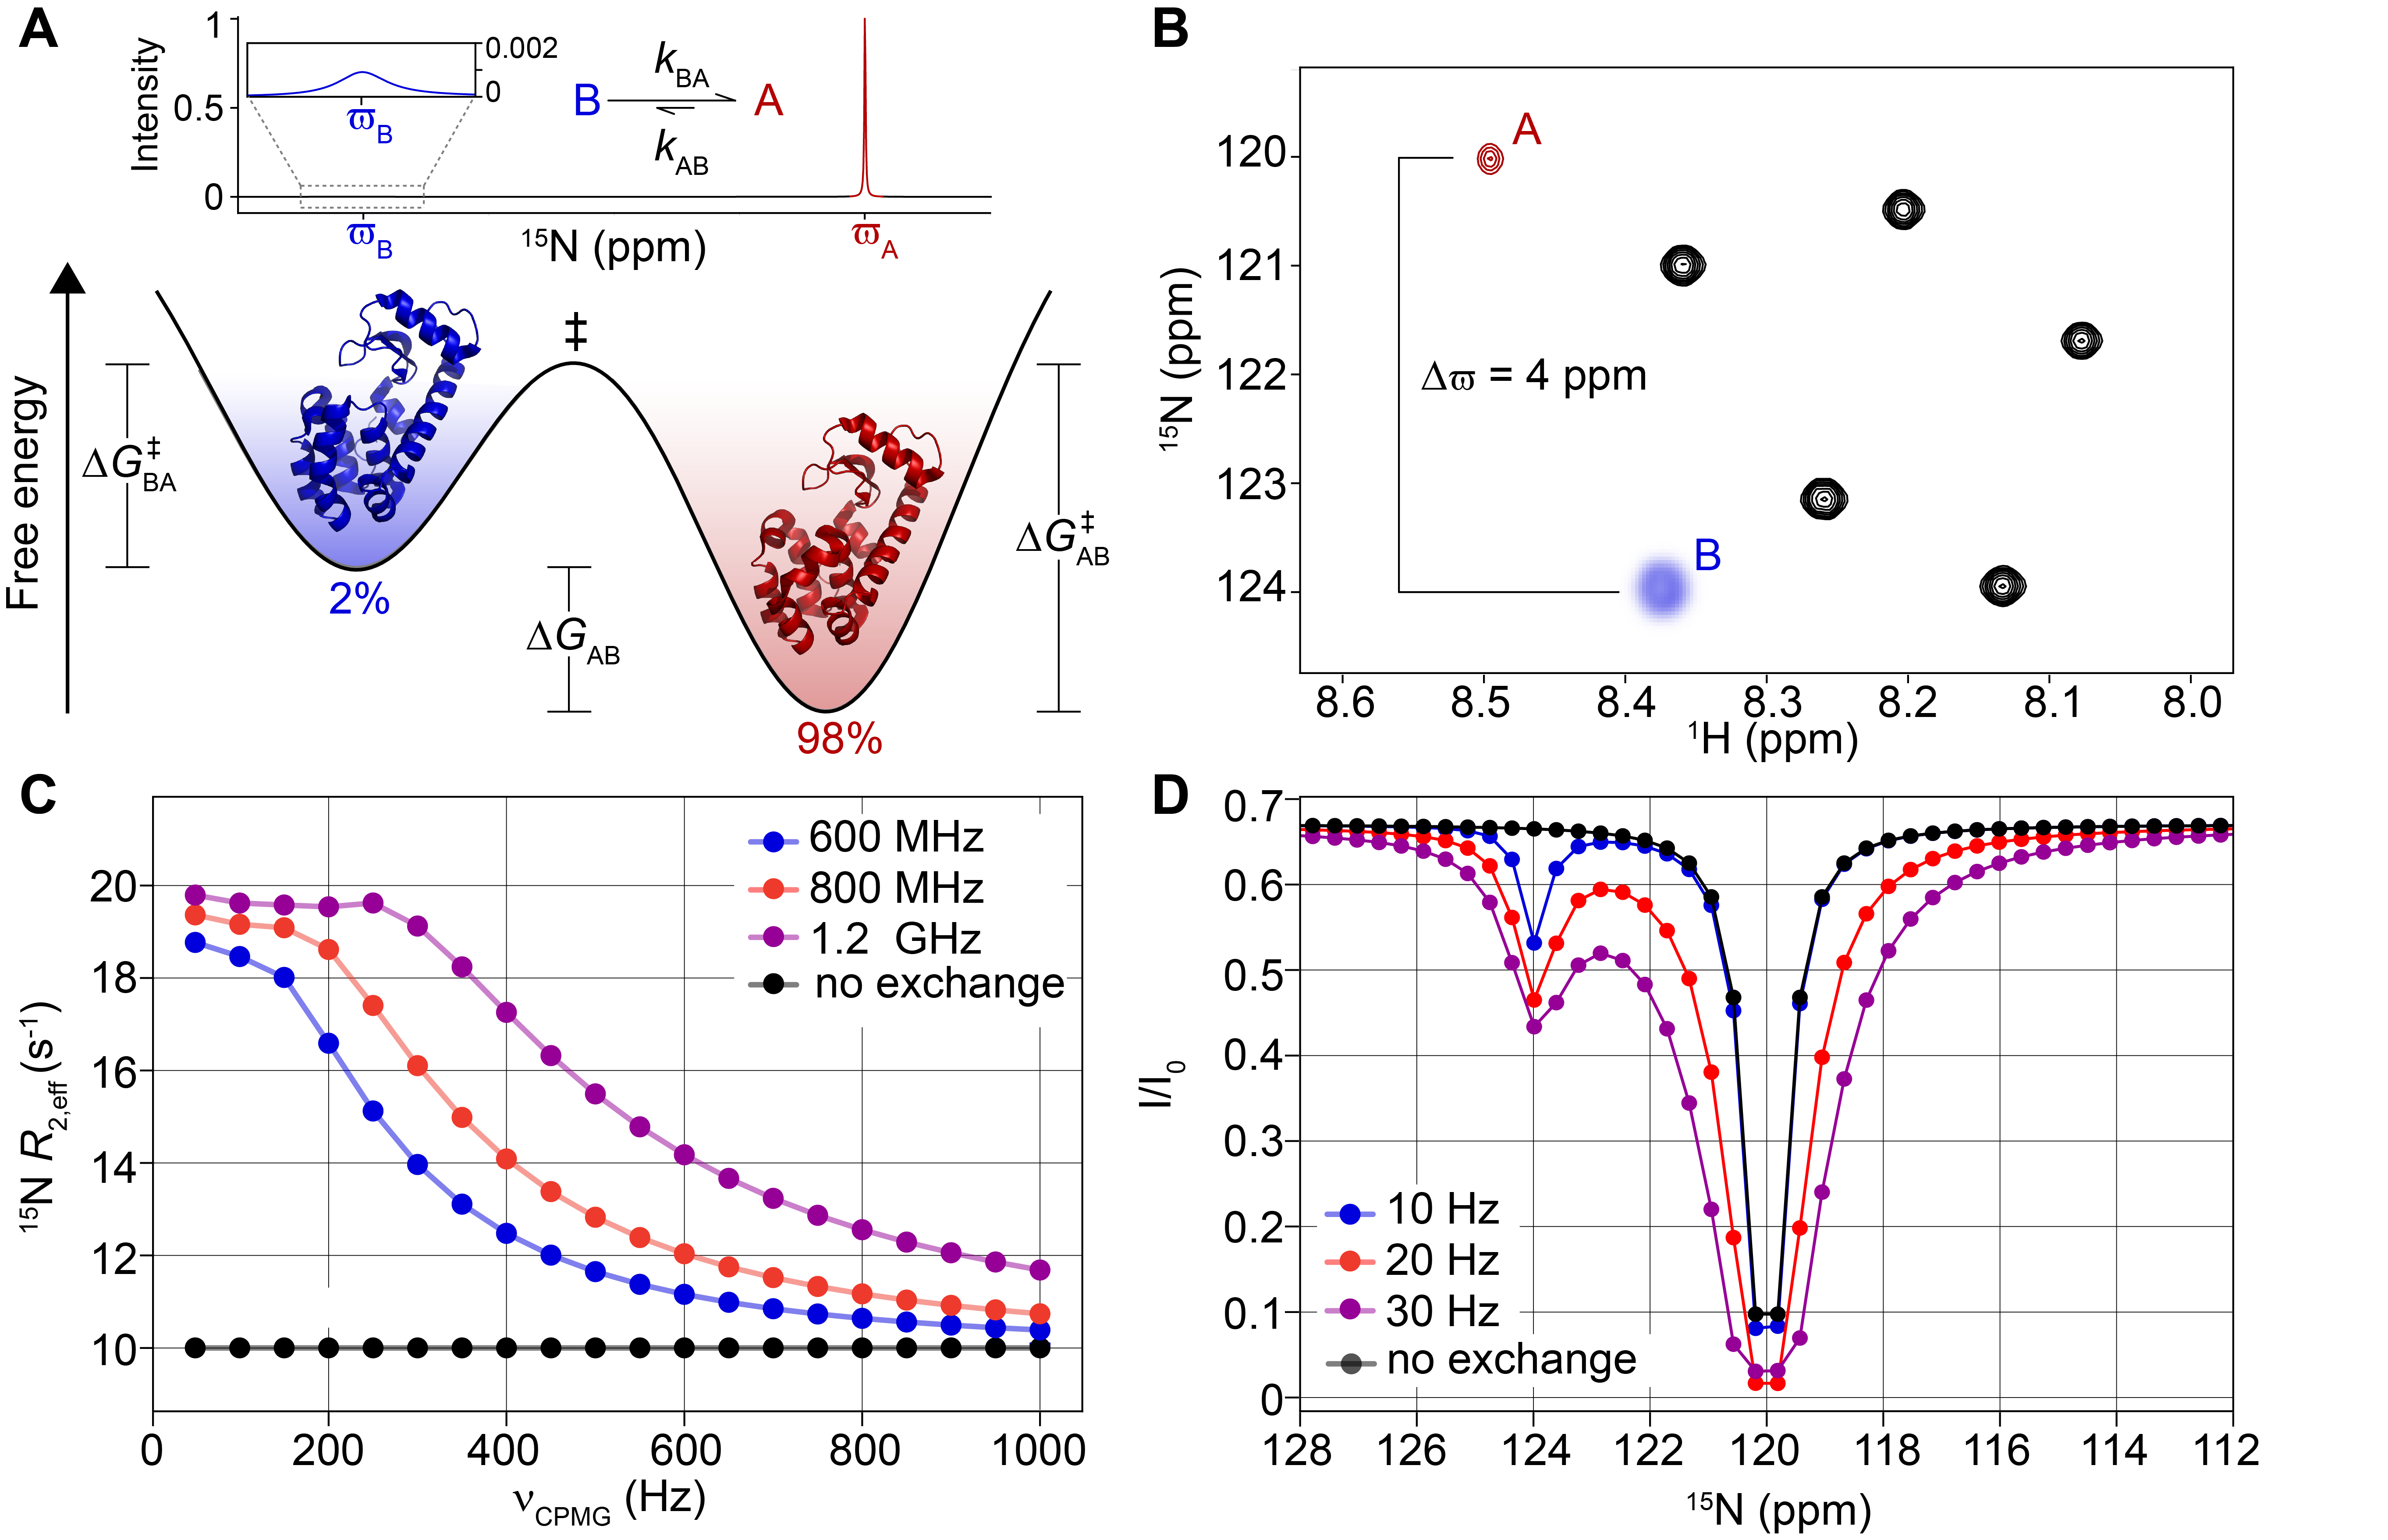 A
Intensity
1
0.5
0
0.002
0
ϖB
B
kBA
kAB
A
ϖB
15N (ppm)
ϖA
Free energy
‡
ΔG‡BA
ΔGAB
ΔG‡AB
2%
98%
B
15N (ppm)
120
121
122
123
124
A
Δϖ = 4 ppm
B
8.6 8.5 8.4 8.3 8.2 8.1 8.0
1H (ppm)
C
15N R2,eff (s-1)
20
18
16
14
12
10
600 MHz
800 MHz
1.2 GHz
no exchange
0 200 400 600 800 1000
νCPMG (Hz)
D
I/I0
0.7
0.6
0.5
0.4
0.3
0.2
0.1
0
10 Hz
20 Hz
30 Hz
no exchange
128 126 124 122 120 118 116 114 112
15N (ppm)